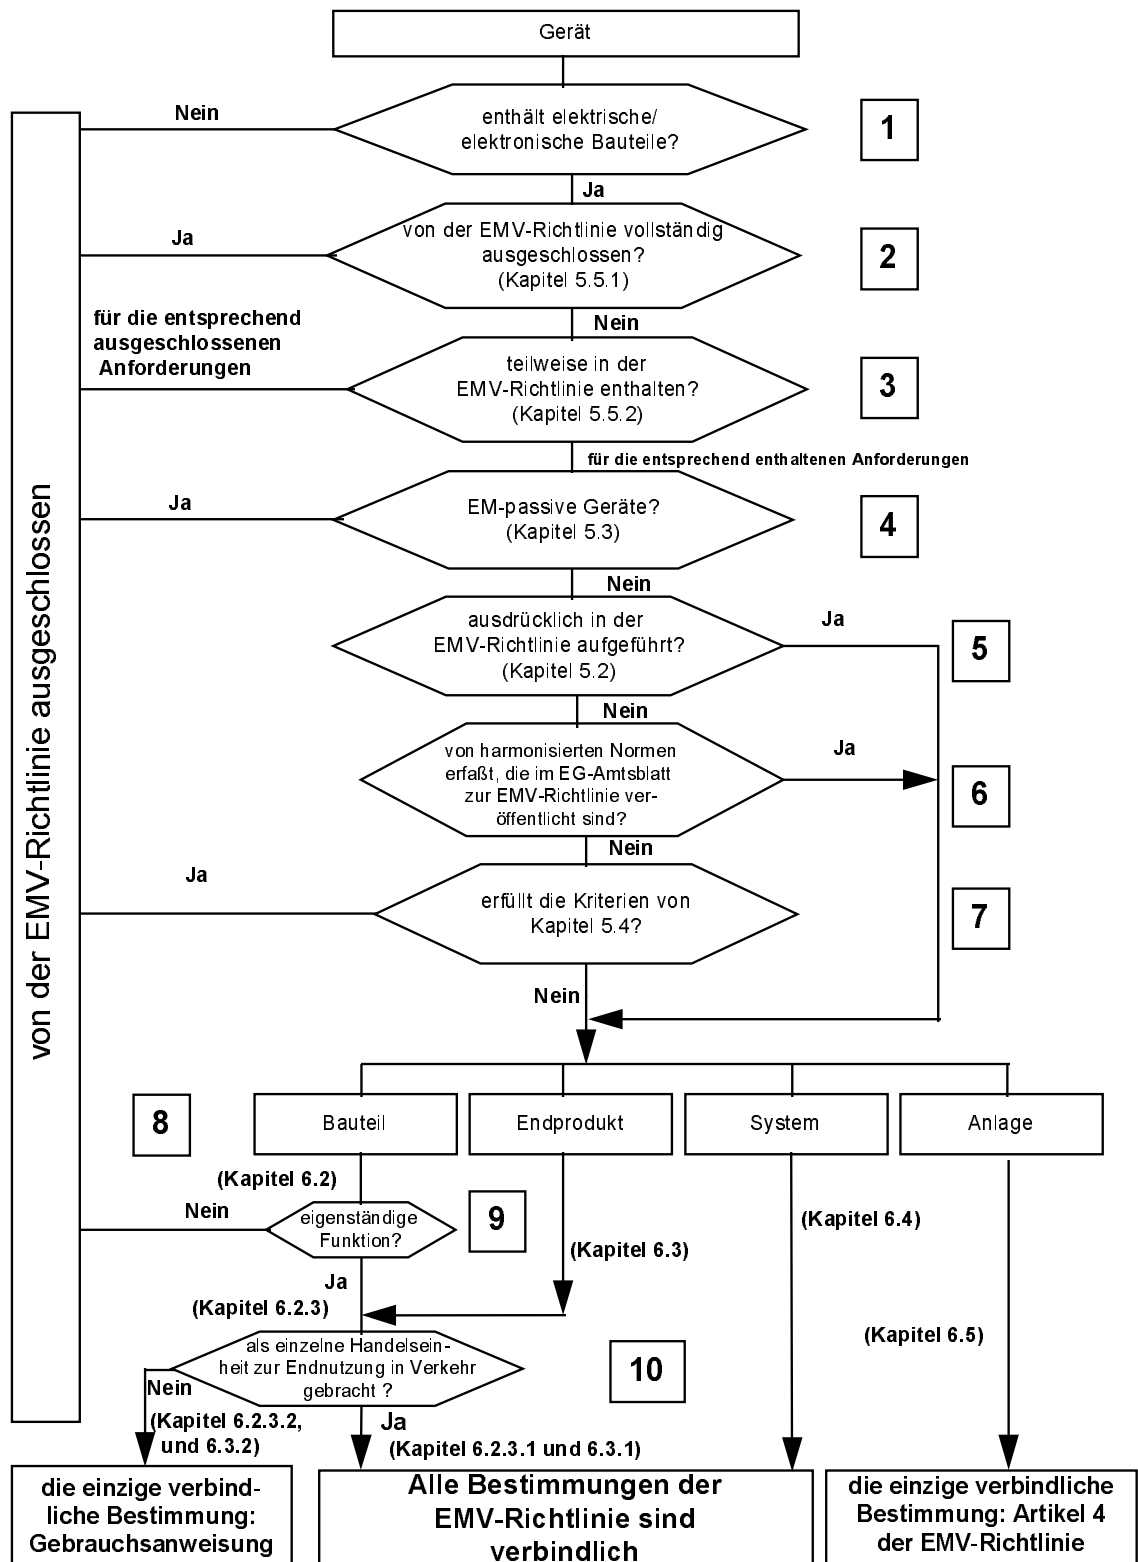 Gerät
Nein
enthält elektrische/
elektronische Bauteile?
1
Ja
Ja
von der EMV-Richtlinie vollständig
ausgeschlossen?
(Kapitel 5.5.1)
2
Nein
für die entsprechend
ausgeschlossenen
Anforderungen
teilweise in der
EMV-Richtlinie enthalten?
(Kapitel 5.5.2)
3
für die entsprechend enthaltenen Anforderungen
Ja
EM-passive Geräte?
(Kapitel 5.3)
4
Nein
ausdrücklich in der
EMV-Richtlinie aufgeführt?
(Kapitel 5.2)
Ja
5
Nein
von harmonisierten Normen
erfaßt, die im EG-Amtsblatt
zur EMV-Richtlinie ver-
öffentlicht sind?
Ja
6
Nein
Ja
erfüllt die Kriterien von
Kapitel 5.4?
7
Nein
von der EMV-Richtlinie ausgeschlossen
8
Bauteil
Endprodukt
System
Anlage
(Kapitel 6.2)
Nein
eigenständige
Funktion?
9
(Kapitel 6.3)
(Kapitel 6.4)
(Kapitel 6.5)
Ja
(Kapitel 6.2.3)
als einzelne Handelsein-
heit zur Endnutzung in Verkehr
gebracht ?
10
Nein
(Kapitel 6.2.3.2,
und 6.3.2)
Ja
(Kapitel 6.2.3.1 und 6.3.1)
die einzige verbind-
liche Bestimmung:
Gebrauchsanweisung
Alle Bestimmungen der
EMV-Richtlinie sind
verbindlich
die einzige verbindliche
Bestimmung: Artikel 4
der EMV-Richtlinie